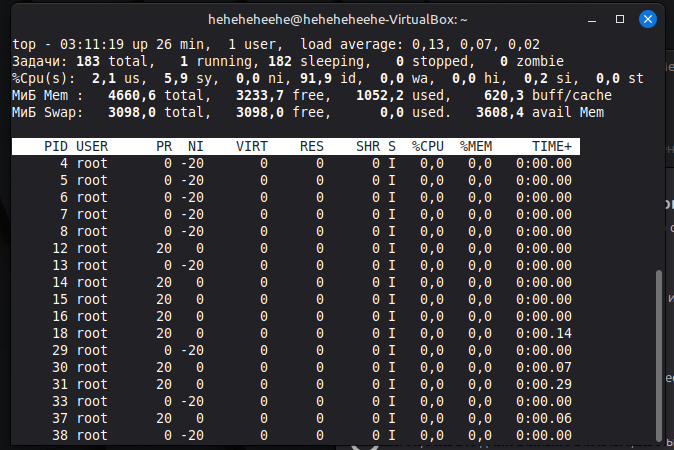 heheheheehe@heheheheehe-VirtualBox: ~
top - 03:11:19 up 26 min,  1 user,  load average: 0,13, 0,07, 0,02
Задачи: 183 total,   1 running, 182 sleeping,   0 stopped,   0 zombie
%Cpu(s):  2,1 us,  5,9 sy,  0,0 ni, 91,9 id,  0,0 wa,  0,0 hi,  0,2 si,  0,0 st
МиБ Mem :   4660,6 total,   3233,7 free,   1052,2 used,    620,3 buff/cache
МиБ Swap:   3098,0 total,   3098,0 free,      0,0 used.   3608,4 avail Mem
PID USER      PR  NI    VIRT    RES    SHR S  %CPU  %MEM     TIME+
4 root       0 -20       0      0      0 I   0,0   0,0   0:00.00
5 root       0 -20       0      0      0 I   0,0   0,0   0:00.00
6 root       0 -20       0      0      0 I   0,0   0,0   0:00.00
7 root       0 -20       0      0      0 I   0,0   0,0   0:00.00
8 root       0 -20       0      0      0 I   0,0   0,0   0:00.00
12 root      20   0       0      0      0 I   0,0   0,0   0:00.00
13 root       0 -20       0      0      0 I   0,0   0,0   0:00.00
14 root      20   0       0      0      0 I   0,0   0,0   0:00.00
15 root      20   0       0      0      0 I   0,0   0,0   0:00.00
16 root      20   0       0      0      0 I   0,0   0,0   0:00.00
18 root      20   0       0      0      0 I   0,0   0,0   0:00.14
29 root       0 -20       0      0      0 I   0,0   0,0   0:00.00
30 root      20   0       0      0      0 I   0,0   0,0   0:00.07
31 root      20   0       0      0      0 I   0,0   0,0   0:00.29
33 root       0 -20       0      0      0 I   0,0   0,0   0:00.00
37 root      20   0       0      0      0 I   0,0   0,0   0:00.06
38 root       0 -20       0      0      0 I   0,0   0,0   0:00.00